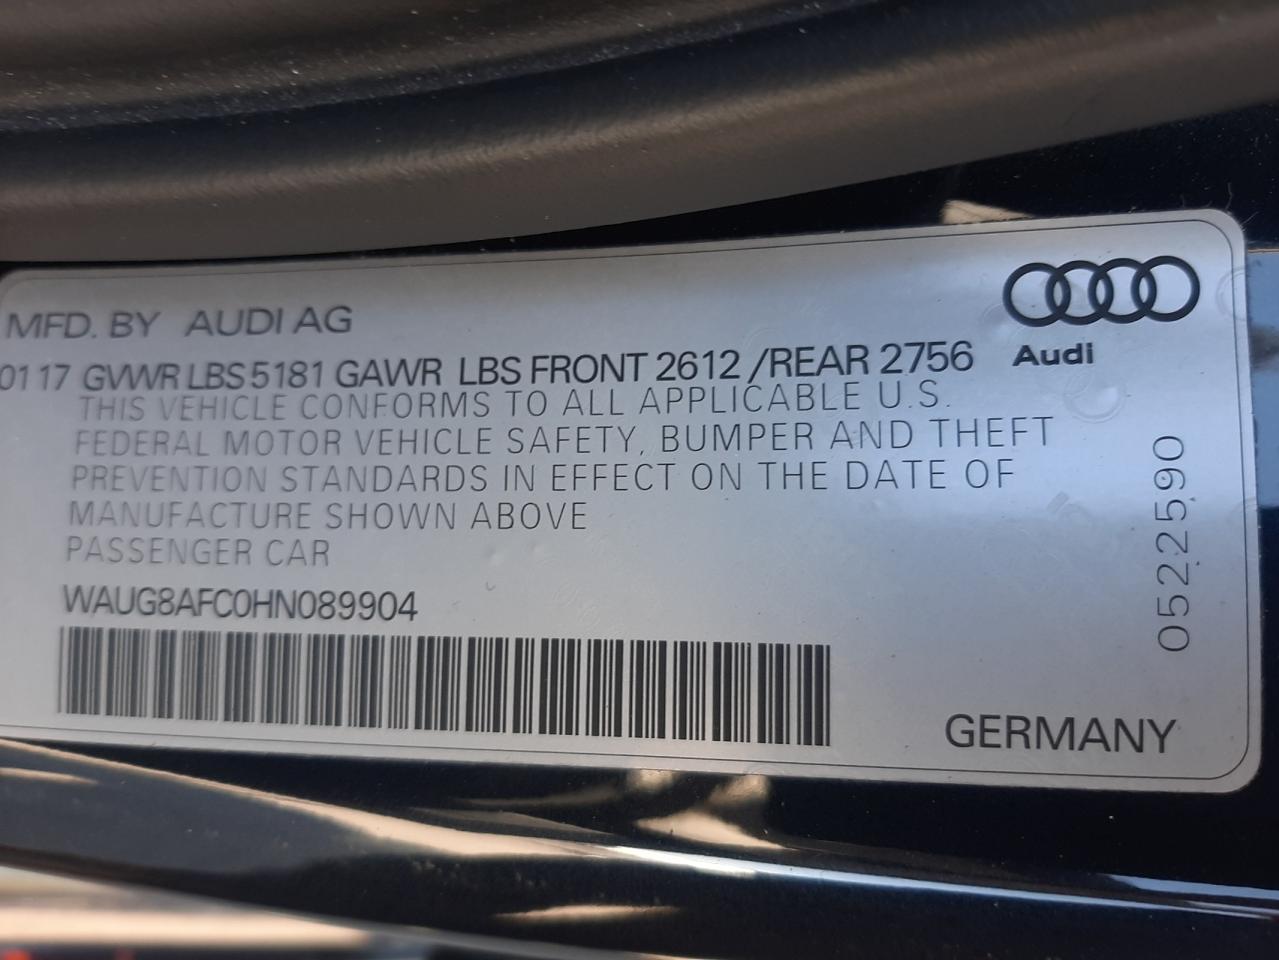 MFD. BY AUDI AG
0117 GVWR LBS 5181 GAWR LBS FRONT 2612 /REAR 2756
Audi
THIS VEHICLE CONFORMS TO ALL APPLICABLE U.S.
FEDERAL MOTOR VEHICLE SAFETY, BUMPER AND THEFT
PREVENTION STANDARDS IN EFFECT ON THE DATE OF
MANUFACTURE SHOWN ABOVE
PASSENGER CAR
WAUG8AFC0HN089904
0522590
GERMANY